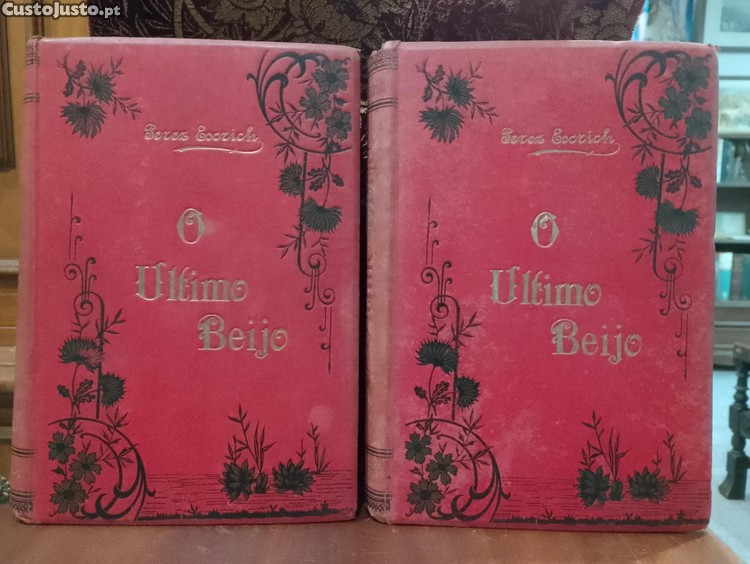 CustoJusto.pt
Perez Escrich
O
Ultimo
Beijo
Perez Escrich
O
Ultimo
Beijo